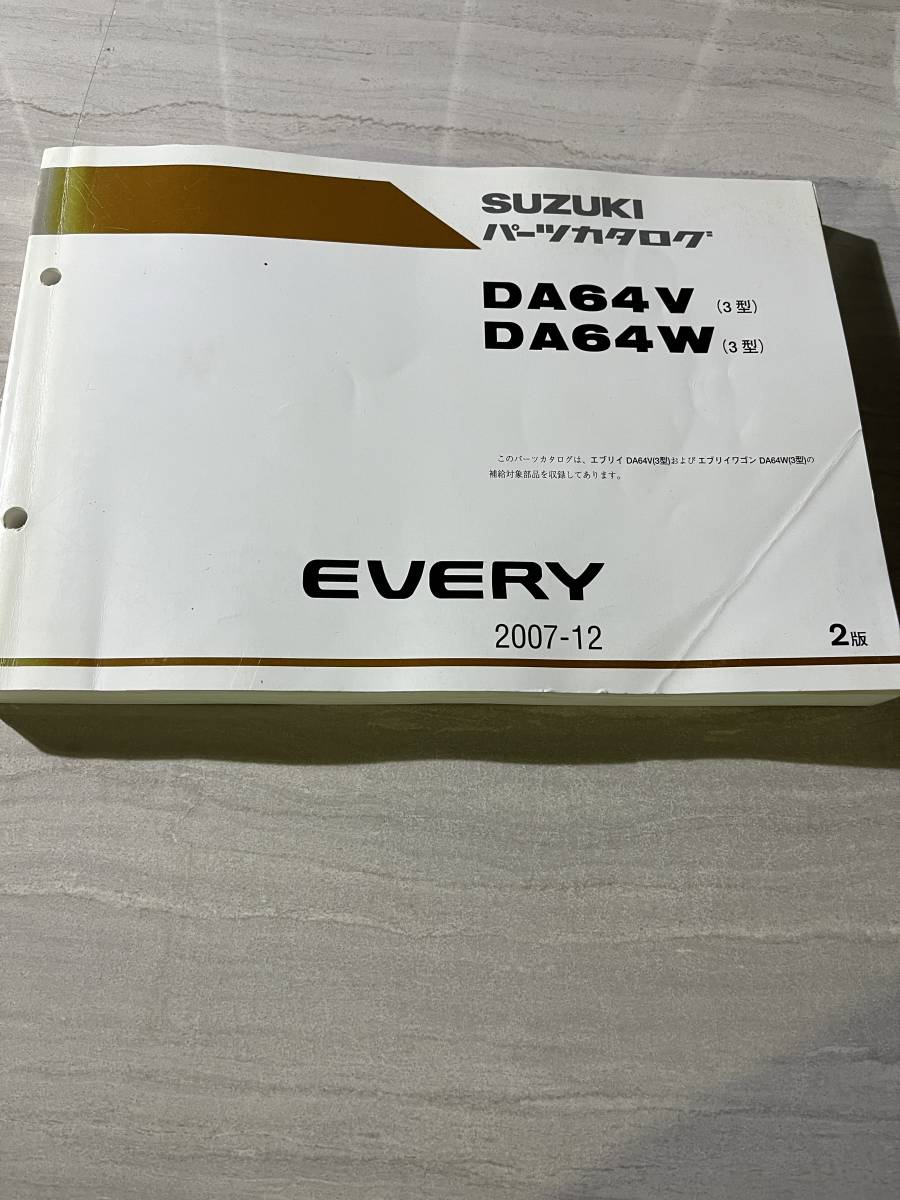 SUZUKI
パーツカタログ
DA64V (3型)
DA64W (3型)
このパーツカタログは、エブリイ DA64V(3型)および エブリイワゴン DA64W(3型)の
補給対象部品を収録してあります。
EVERY
2007-12
2版